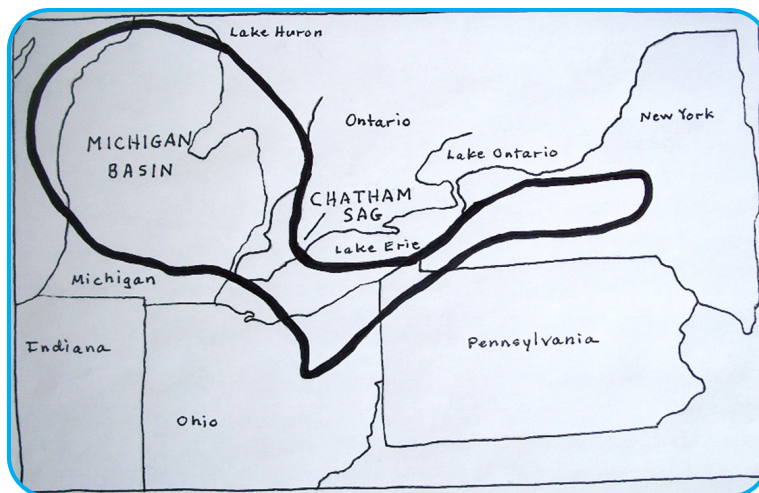 Lake Huron
Ontario
New York
MICHIGAN
BASIN
Lake Ontario
CHATHAM
SAG
Lake Erie
Michigan
Indiana
Pennsylvania
Ohio